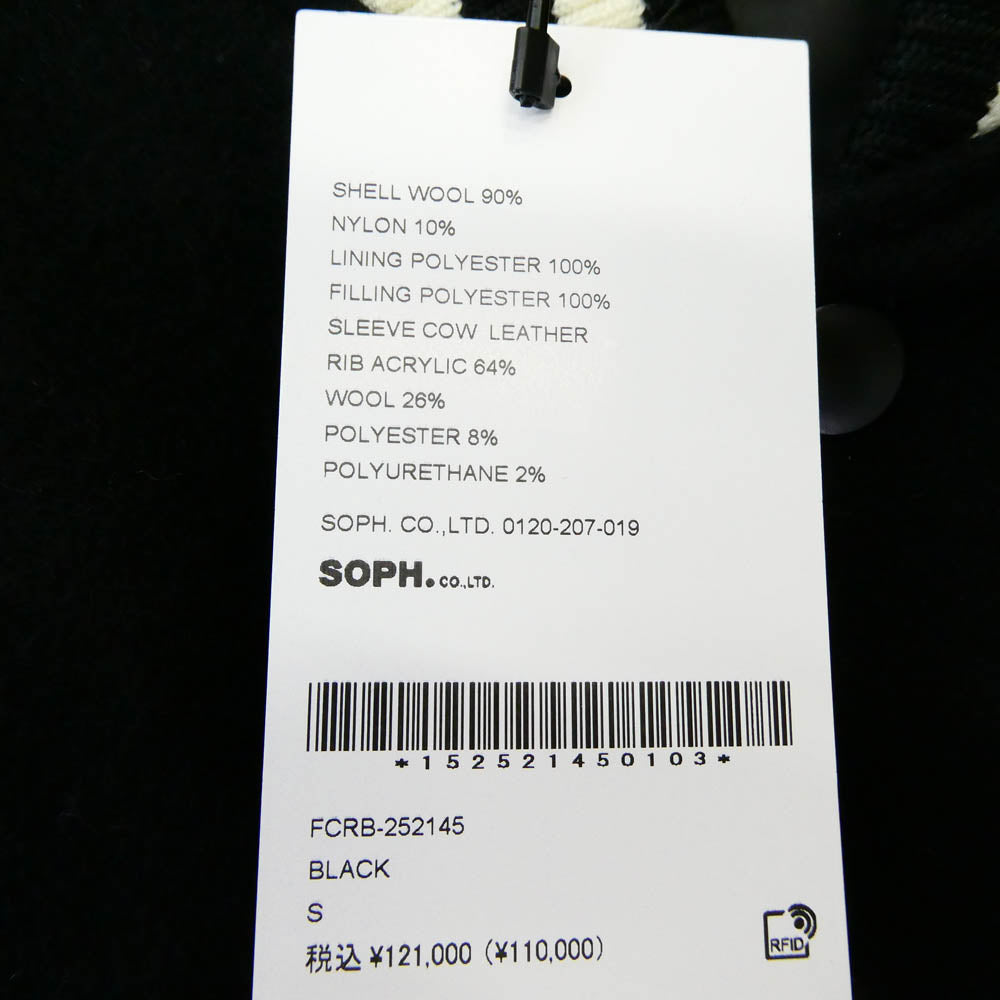 SHELL WOOL 90%
NYLON 10%
LINING POLYESTER 100%
FILLING POLYESTER 100%
SLEEVE COW LEATHER
RIB ACRYLIC 64%
WOOL 26%
POLYESTER 8%
POLYURETHANE 2%
SOPH. CO.,LTD. 0120-207-019
SOPH. CO.,LTD.
*152521450103*
FCRB-252145
BLACK
S
税込 ¥121,000 (¥110,000)
RFID